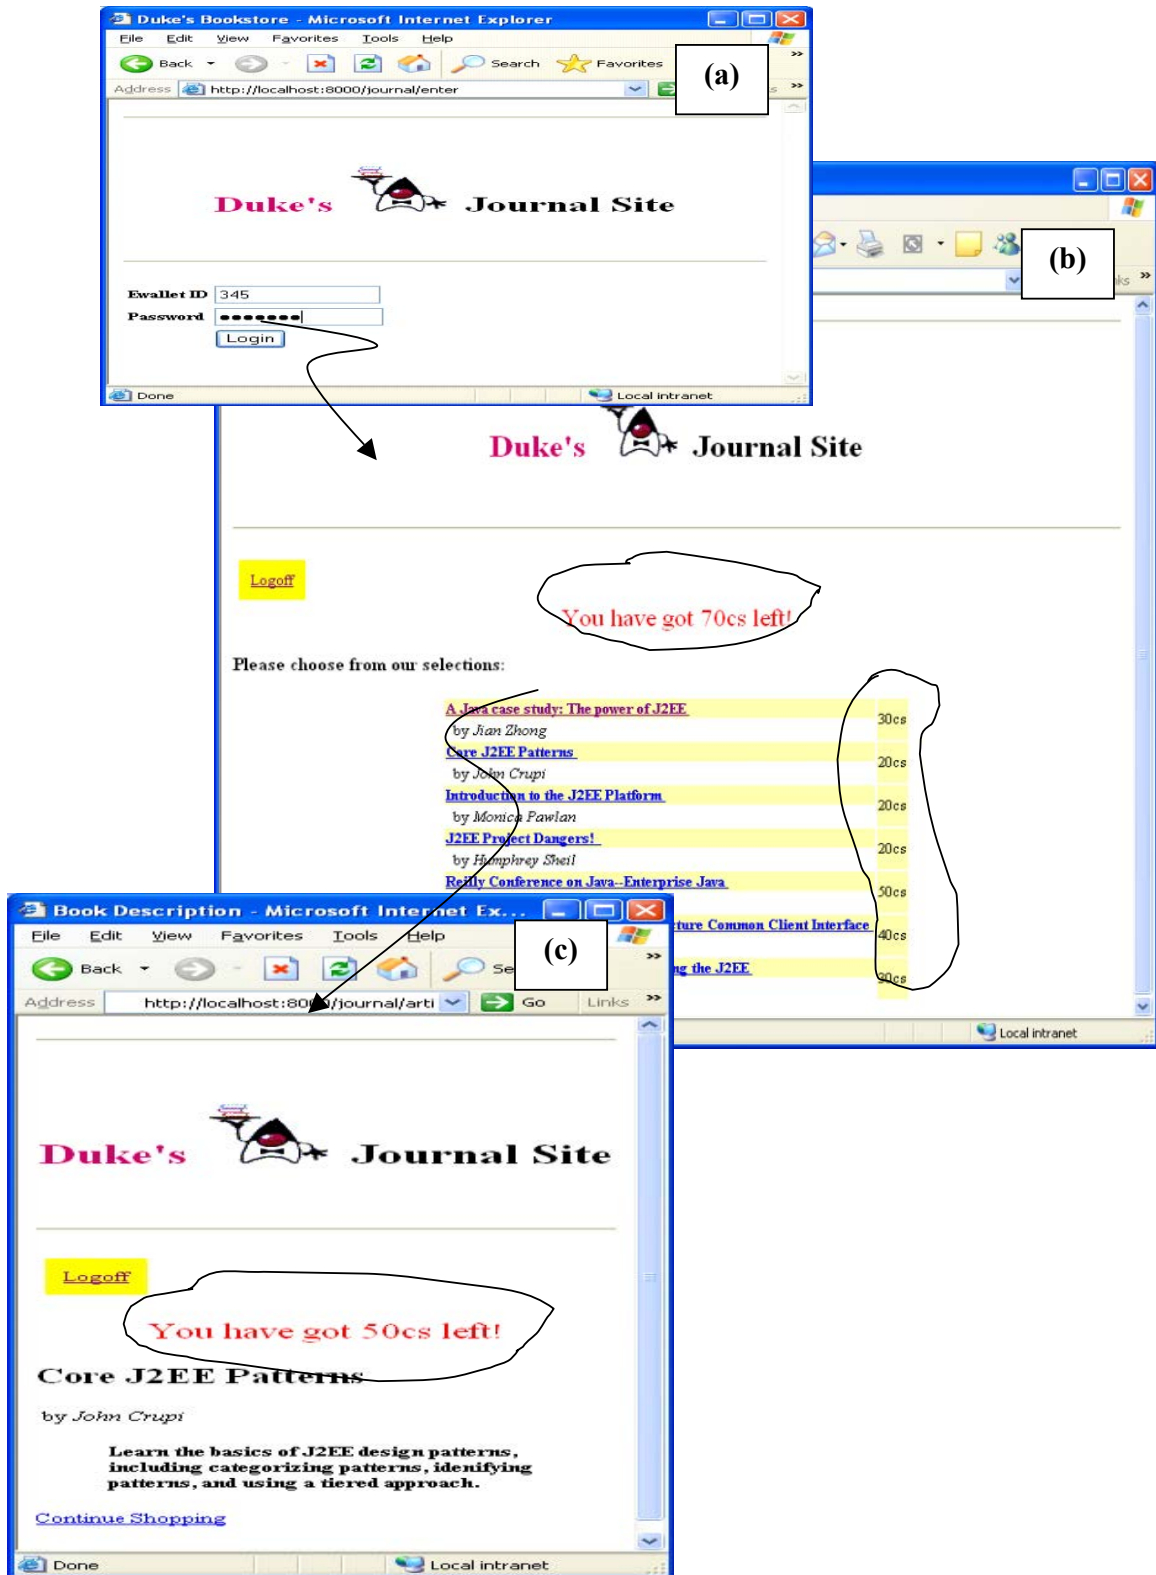 Duke's Bookstore - Microsoft Internet Explorer
File Edit View Favorites Tools Help
Back Search Favorites
(a)
Address http://localhost:8000/journal/enter
Duke's Journal Site
Ewallet ID 345
Password
Login
Done Local intranet
(b)
Duke's Journal Site
Logoff
You have got 70cs left!
Please choose from our selections:
A Java case study: The power of J2EE 30cs
by Jian Zhong
Core J2EE Patterns 20cs
by John Crupi
Introduction to the J2EE Platform 20cs
by Monica Pawlan
J2EE Project Dangers! 20cs
by Humphrey Sheil
Reilly Conference on Java--Enterprise Java 50cs
Common Client Interface 40cs
the J2EE 30cs
Local intranet
Book Description - Microsoft Internet Ex...
File Edit View Favorites Tools Help
Back
(c)
Address http://localhost:8000/journal/arti Go Links
Duke's Journal Site
Logoff
You have got 50cs left!
Core J2EE Patterns
by John Crupi
Learn the basics of J2EE design patterns,
including categorizing patterns, idenifying
patterns, and using a tiered approach.
Continue Shopping
Done Local intranet